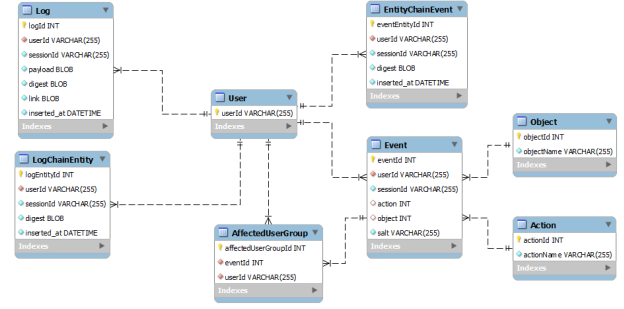 Log
logId INT
userId VARCHAR(255)
sessionId VARCHAR(255)
payload BLOB
digest BLOB
link BLOB
inserted_at DATETIME
Indexes
LogChainEntity
logEntityId INT
userId VARCHAR(255)
sessionId VARCHAR(255)
digest BLOB
inserted_at DATETIME
Indexes
User
userId VARCHAR(255)
Indexes
AffectedUserGroup
affectedUserGroupId INT
eventId INT
userId VARCHAR(255)
Indexes
EntityChainEvent
eventEntityId INT
userId VARCHAR(255)
sessionId VARCHAR(255)
digest BLOB
inserted_at DATETIME
Indexes
Event
eventId INT
userId VARCHAR(255)
sessionId VARCHAR(255)
action INT
object INT
salt VARCHAR(255)
Indexes
Object
objectId INT
objectName VARCHAR(255)
Indexes
Action
actionId INT
actionName VARCHAR(255)
Indexes